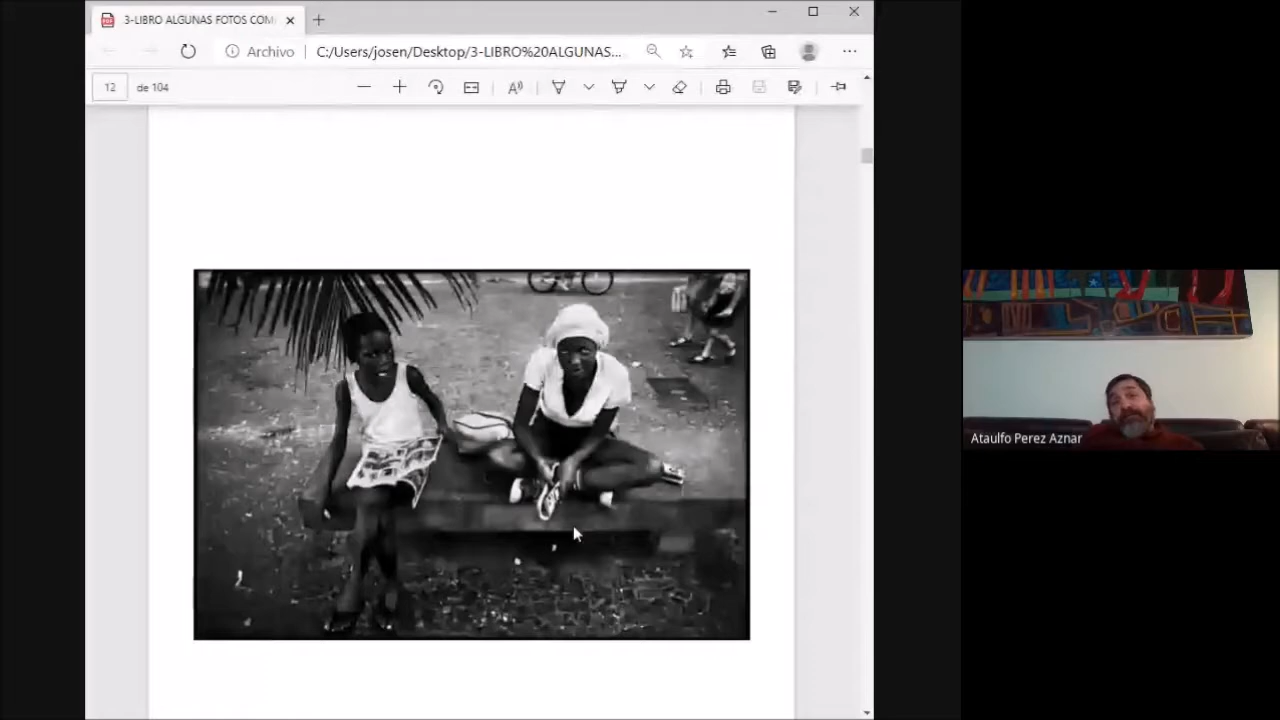 3-LIBRO ALGUNAS FOTOS COM
Archivo
C:/Users/josen/Desktop/3-LIBRO%20ALGUNAS...
12
de 104
Ataulfo Perez Aznar